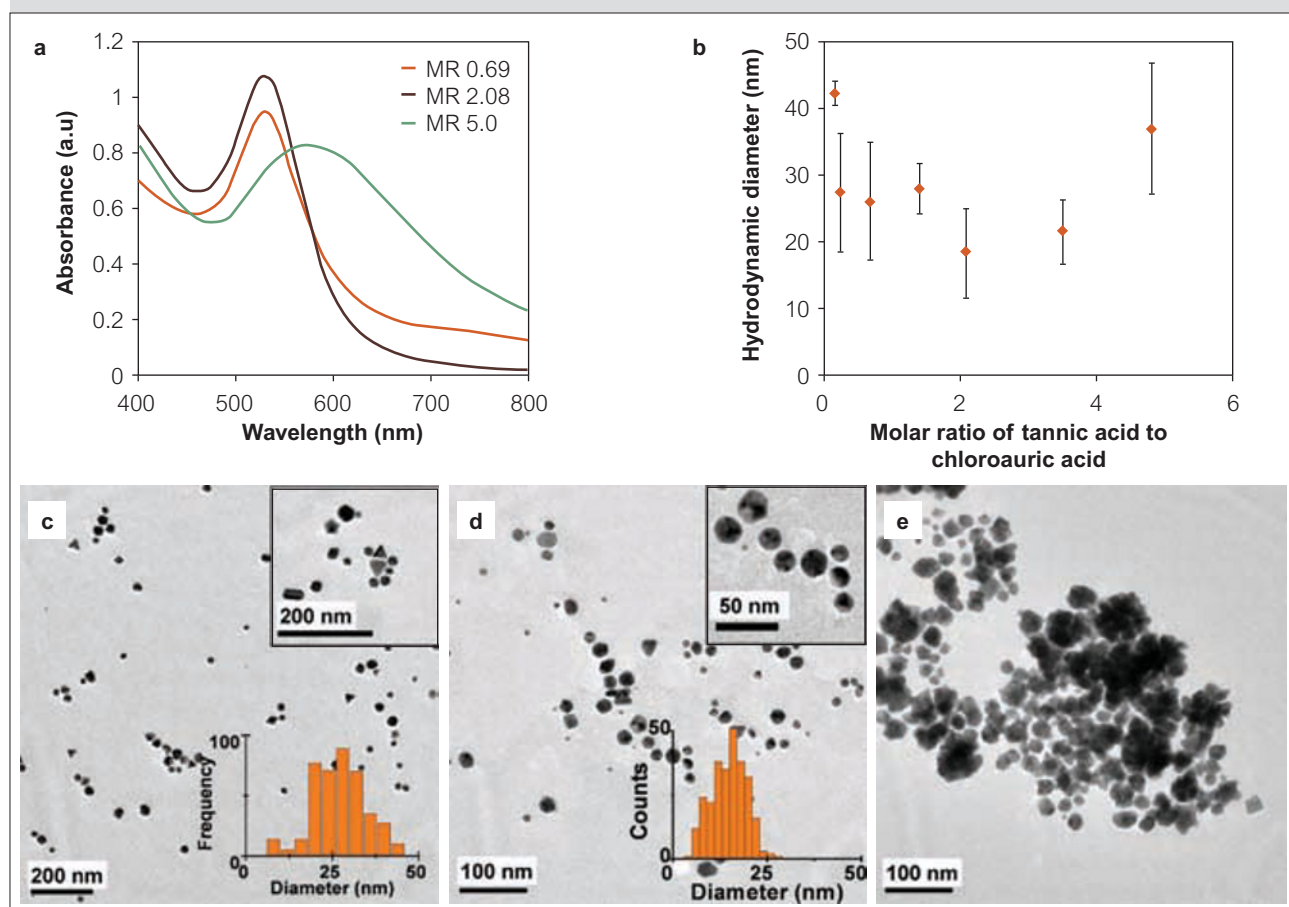 a
1.2
1
0.8
0.6
0.4
0.2
0
Absorbance (a.u)
MR 0.69
MR 2.08
MR 5.0
400 500 600 700 800
Wavelength (nm)
b
50
40
30
20
10
0
Hydrodynamic diameter (nm)
0 2 4 6
Molar ratio of tannic acid to
chloroauric acid
c
200 nm
100
0
Frequency
0 25 50
Diameter (nm)
200 nm
d
50 nm
50
0
Counts
0 25 50
Diameter (nm)
100 nm
e
100 nm